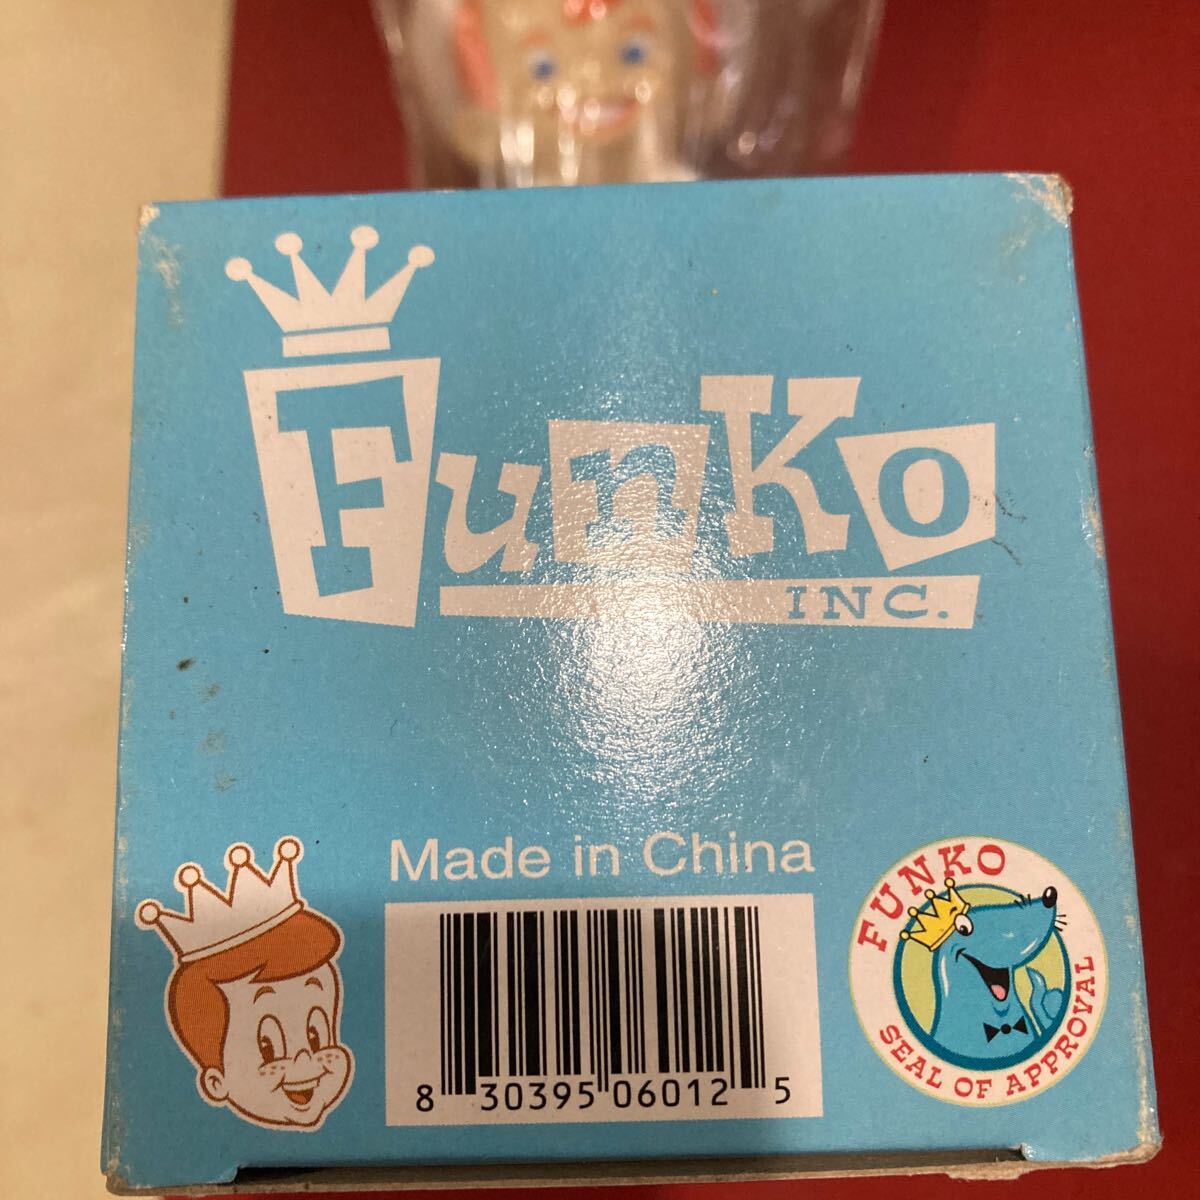 Funko
INC.
Made in China
8 30395 06012 5
FUNKO
SEAL OF APPROVAL